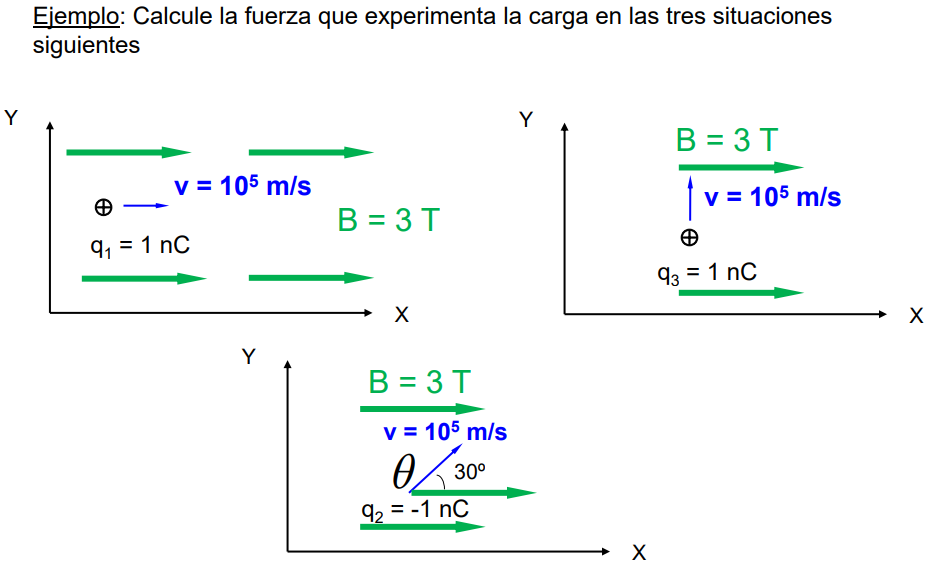 Ejemplo: Calcule la fuerza que experimenta la carga en las tres situaciones
siguientes
Y
v = 10⁵ m/s
B = 3 T
q₁ = 1 nC
X
Y
B = 3 T
v = 10⁵ m/s
q₃ = 1 nC
X
Y
B = 3 T
v = 10⁵ m/s
θ 30º
q₂ = -1 nC
X